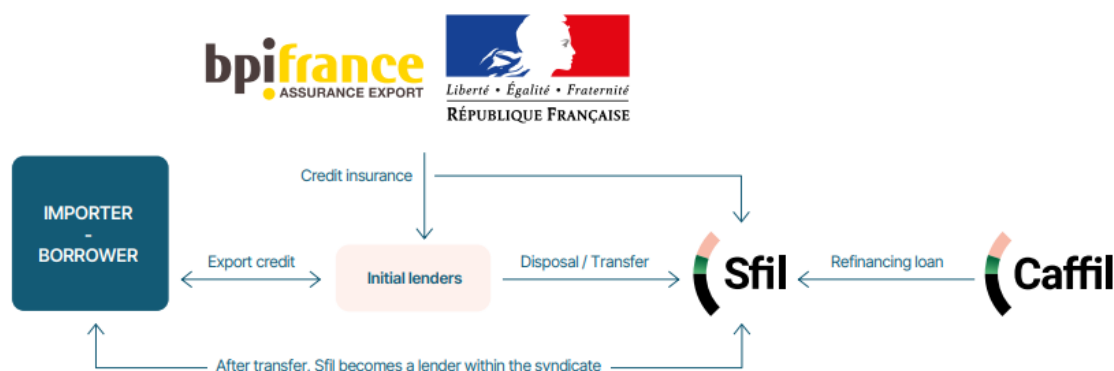 bpifrance
ASSURANCE EXPORT
Liberté • Égalité • Fraternité
RÉPUBLIQUE FRANÇAISE
Credit insurance
IMPORTER
-
BORROWER
Export credit
Initial lenders
Disposal / Transfer
Sfil
Refinancing loan
Caffil
After transfer, Sfil becomes a lender within the syndicate